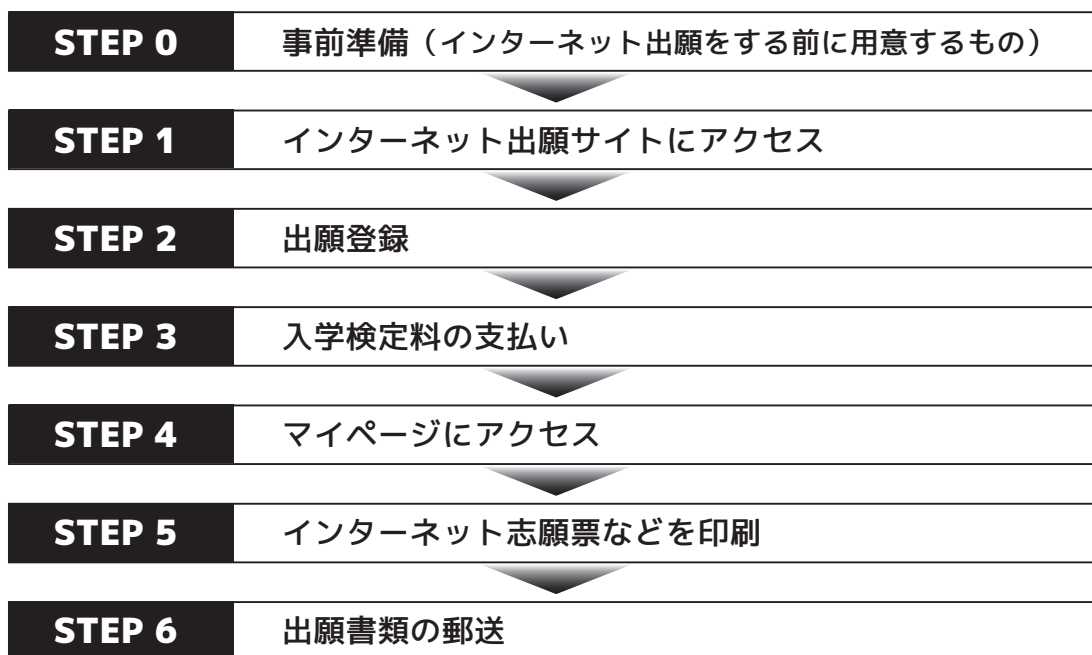 STEP 0 事前準備（インターネット出願をする前に用意するもの）
STEP 1 インターネット出願サイトにアクセス
STEP 2 出願登録
STEP 3 入学検定料の支払い
STEP 4 マイページにアクセス
STEP 5 インターネット志願票などを印刷
STEP 6 出願書類の郵送